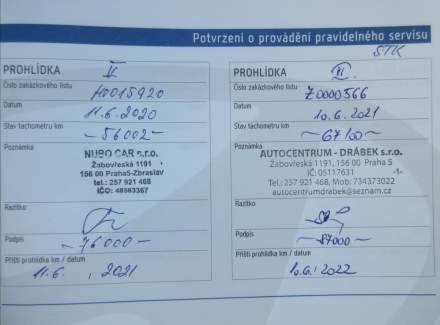 Potvrzení o provádění pravidelného servisu
STK
PROHLÍDKA V
Číslo zakázkového listu
H0015920
Datum
11.6.2020
Stav tachometru km
~56002~
Poznámka
NUBO CAR s.r.o.
Žabovřeská 1191
156 00 Praha5-Zbraslav
tel.: 257 921 468
IČO: 48583367
Razítko
Podpis
~76000~
Příští prohlídka km / datum
11.6., 2021
PROHLÍDKA VI
Číslo zakázkového listu
Z0000566
Datum
10.6.2021
Stav tachometru km
~67100~
Poznámka
AUTOCENTRUM - DRÁBEK s.r.o.
Žabovřeská 1191, 156 00 Praha 5
IČ: 05117631 -1-
Tel.: 257 921 468, Mob: 734373022
autocentrumdrabek@seznam.cz
Razítko
Podpis
~87000~
Příští prohlídka km / datum
10.6., 2022